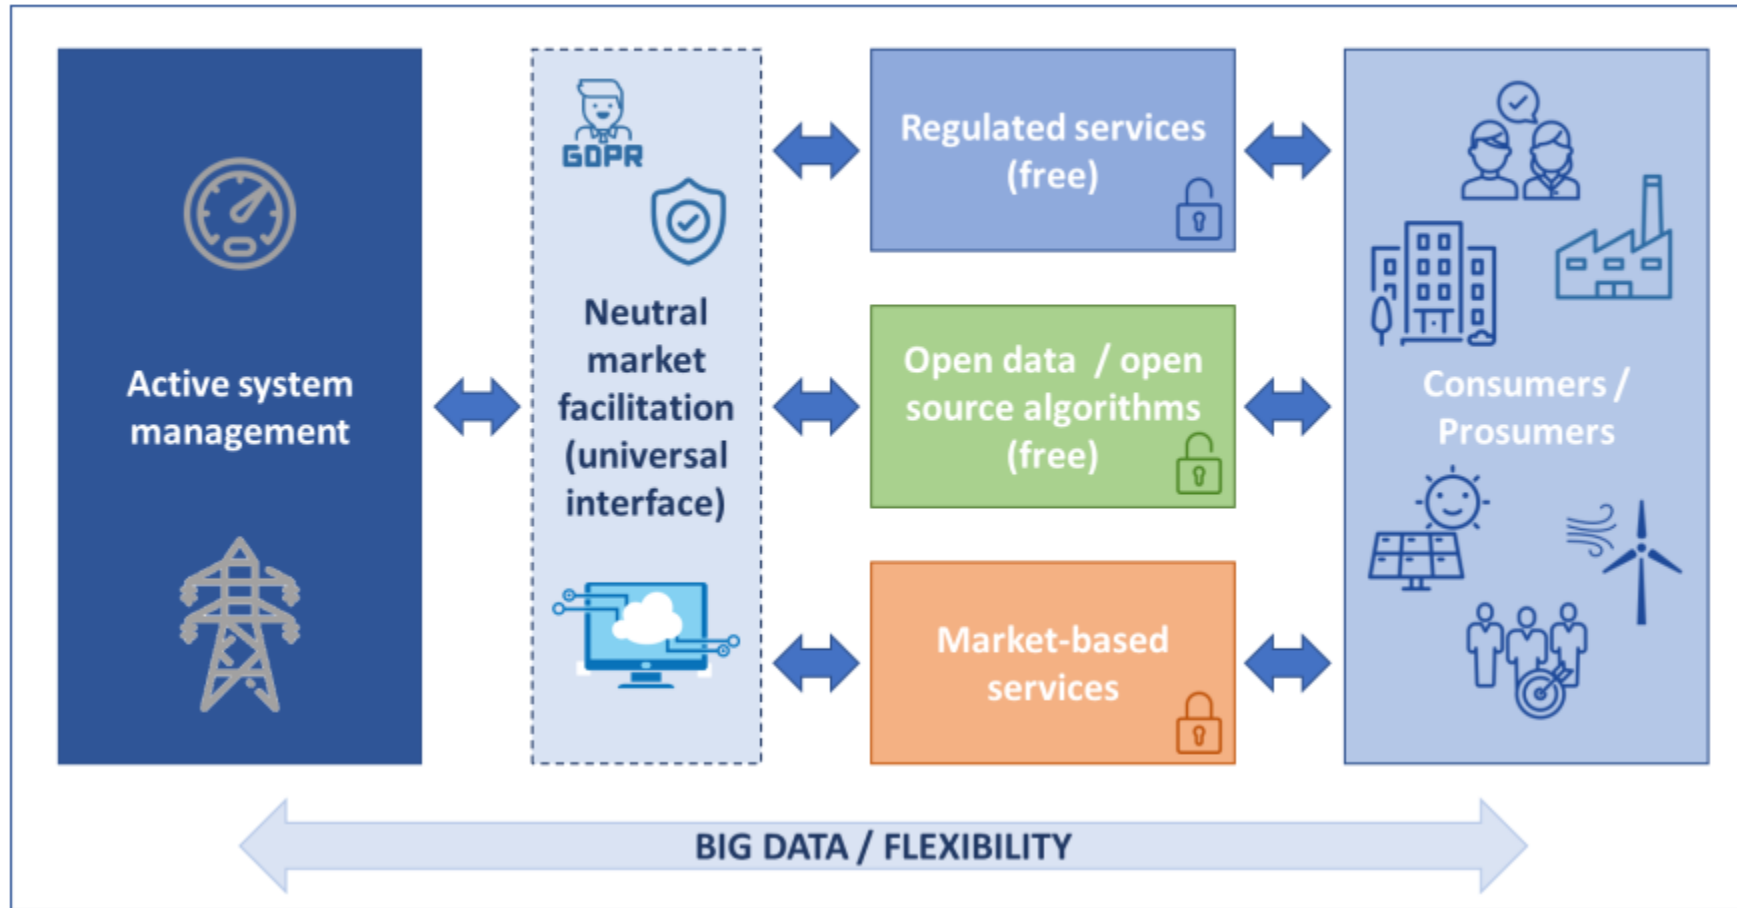 Active system
management
GDPR
Neutral
market
facilitation
(universal
interface)
Regulated services
(free)
Open data / open
source algorithms
(free)
Market-based
services
Consumers /
Prosumers
BIG DATA / FLEXIBILITY